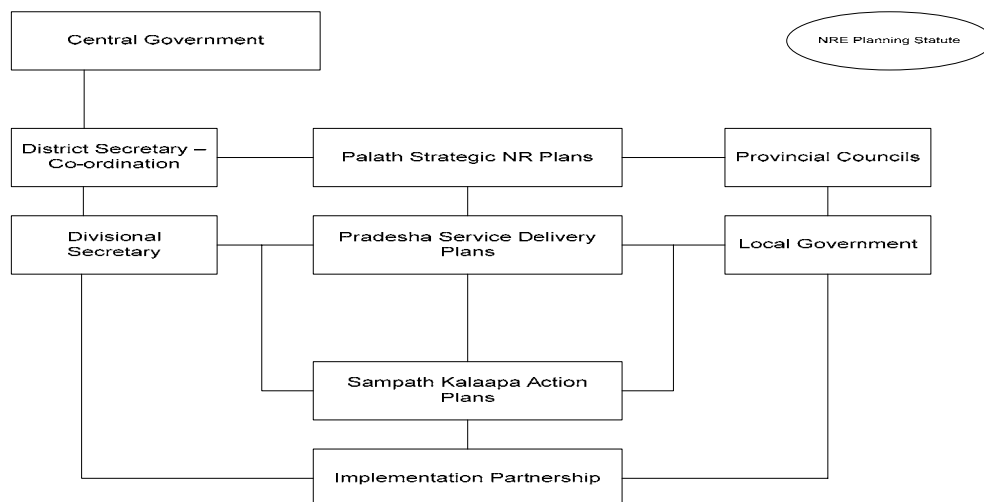 Central Government
NRE Planning Statute
District Secretary –
Co-ordination
Palath Strategic NR Plans
Provincial Councils
Divisional
Secretary
Pradesha Service Delivery
Plans
Local Government
Sampath Kalaapa Action
Plans
Implementation Partnership